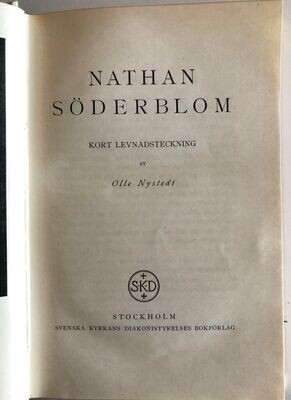 NATHAN
SÖDERBLOM
KORT LEVNADSTECKNING
AV
Olle Nystedt
SKD
STOCKHOLM
SVENSKA KYRKANS DIAKONISTYRELSES BOKFÖRLAG